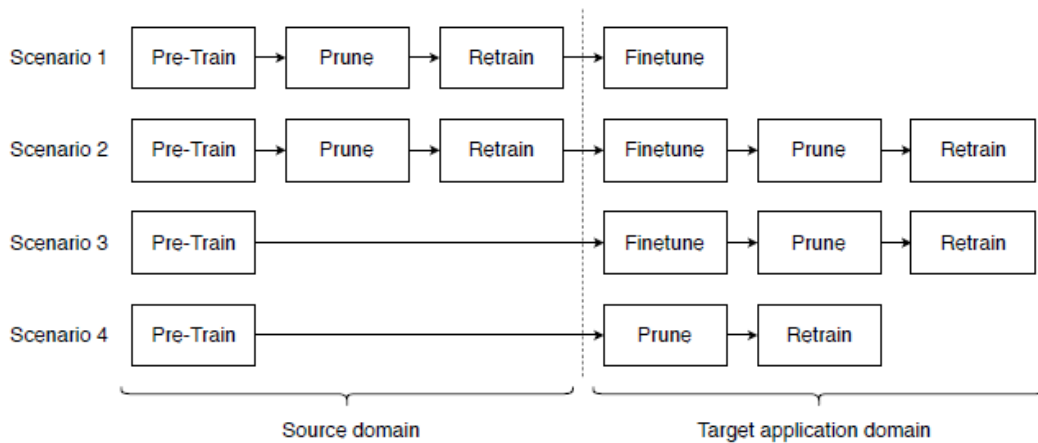 Scenario 1 Pre-Train Prune Retrain Finetune
Scenario 2 Pre-Train Prune Retrain Finetune Prune Retrain
Scenario 3 Pre-Train Finetune Prune Retrain
Scenario 4 Pre-Train Prune Retrain
Source domain Target application domain